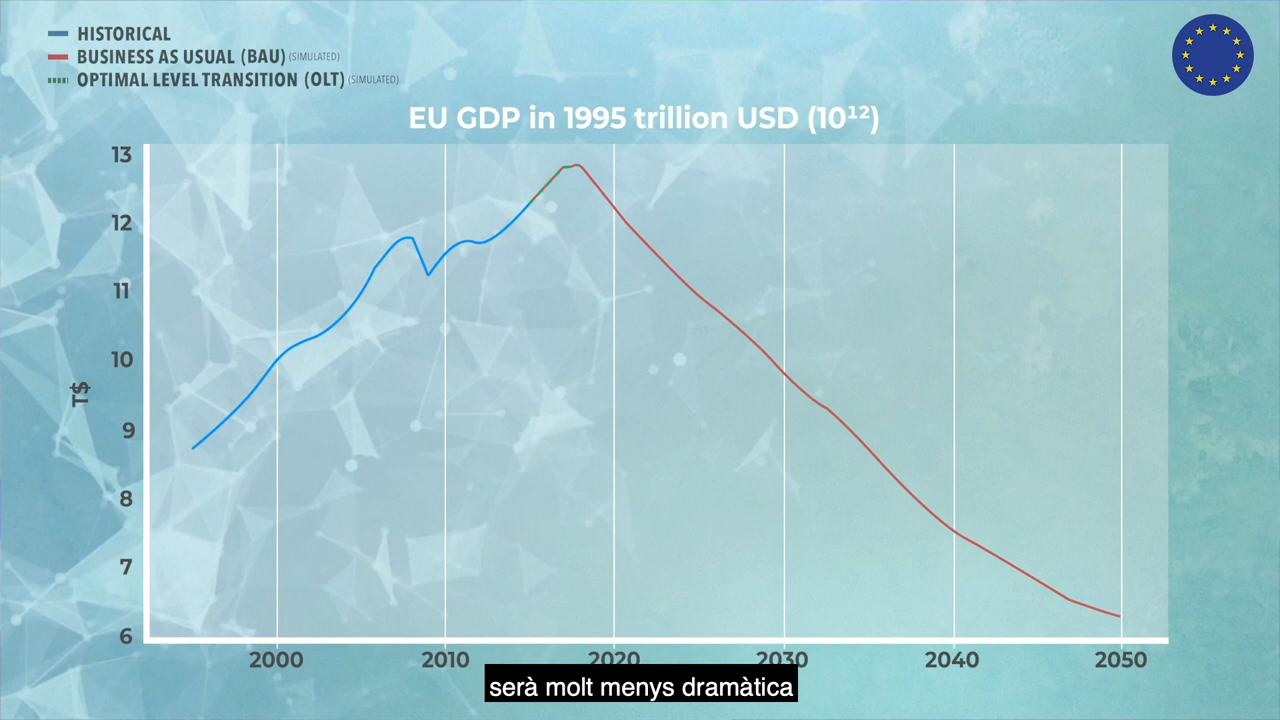 HISTORICAL
BUSINESS AS USUAL (BAU) (SIMULATED)
OPTIMAL LEVEL TRANSITION (OLT) (SIMULATED)
EU GDP in 1995 trillion USD (10¹²)
13
12
11
10
9
8
7
6
T$
2000 2010 2020 2030 2040 2050
serà molt menys dramàtica